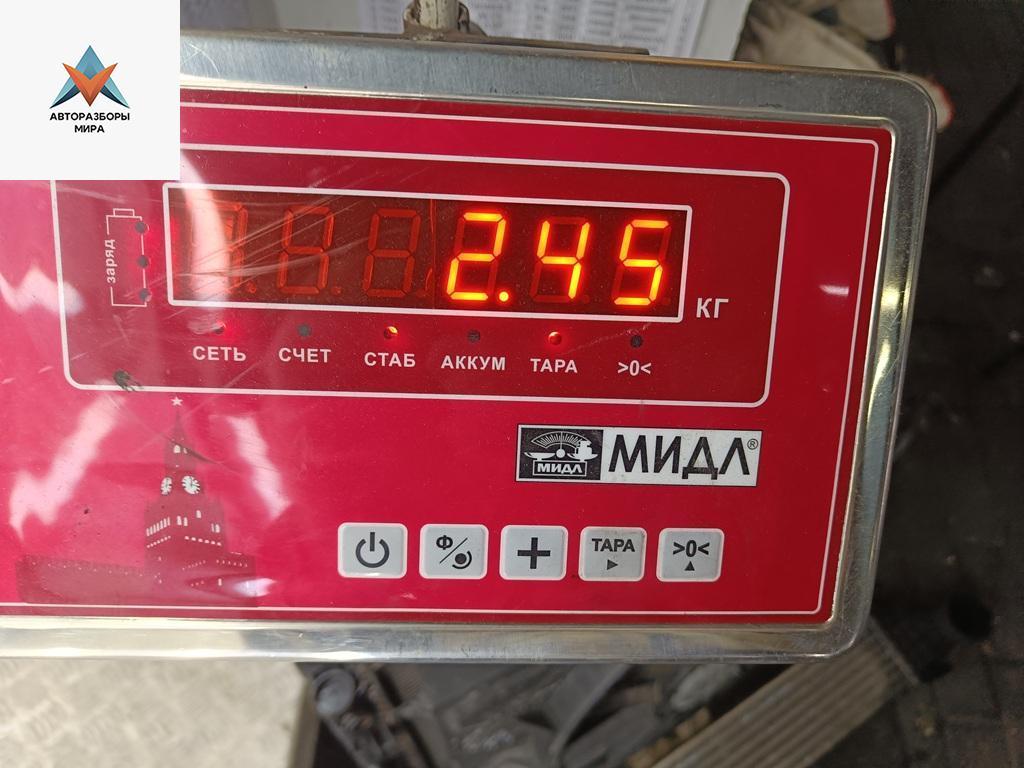 АВТОРАЗБОРЫ
МИРА
заряд
2.45
КГ
СЕТЬ СЧЕТ СТАБ АККУМ ТАРА >0<
МИДЛ МИДЛ®
Ф ТАРА >0<